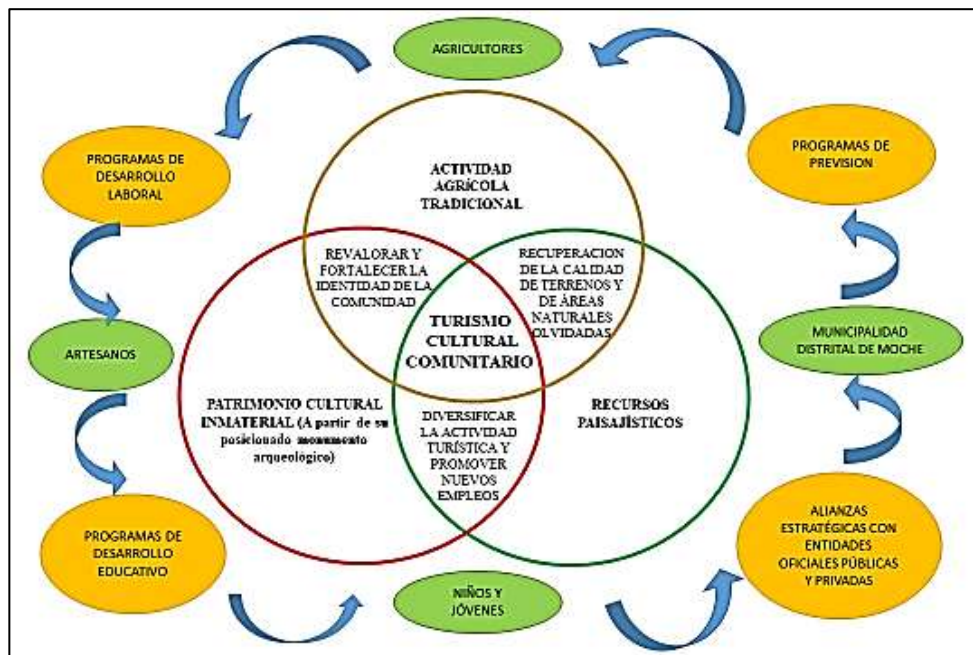 AGRICULTORES
PROGRAMAS DE
DESARROLLO
LABORAL
PROGRAMAS DE
PREVISION
ACTIVIDAD
AGRÍCOLA
TRADICIONAL
REVALORAR Y
FORTALECER LA
IDENTIDAD DE LA
COMUNIDAD
RECUPERACION
DE LA CALIDAD
DE TERRENOS Y
DE ÁREAS
NATURALES
OLVIDADAS
TURISMO
CULTURAL
COMUNITARIO
ARTESANOS
MUNICIPALIDAD
DISTRITAL DE MOCHE
PATRIMONIO CULTURAL
INMATERIAL (A partir de su
posicionado monumento
arqueológico)
DIVERSIFICAR
LA ACTIVIDAD
TURÍSTICA Y
PROMOVER
NUEVOS
EMPLEOS
RECURSOS
PAISAJÍSTICOS
PROGRAMAS DE
DESARROLLO
EDUCATIVO
NIÑOS Y
JÓVENES
ALIANZAS
ESTRATÉGICAS CON
ENTIDADES
OFICIALES PÚBLICAS
Y PRIVADAS